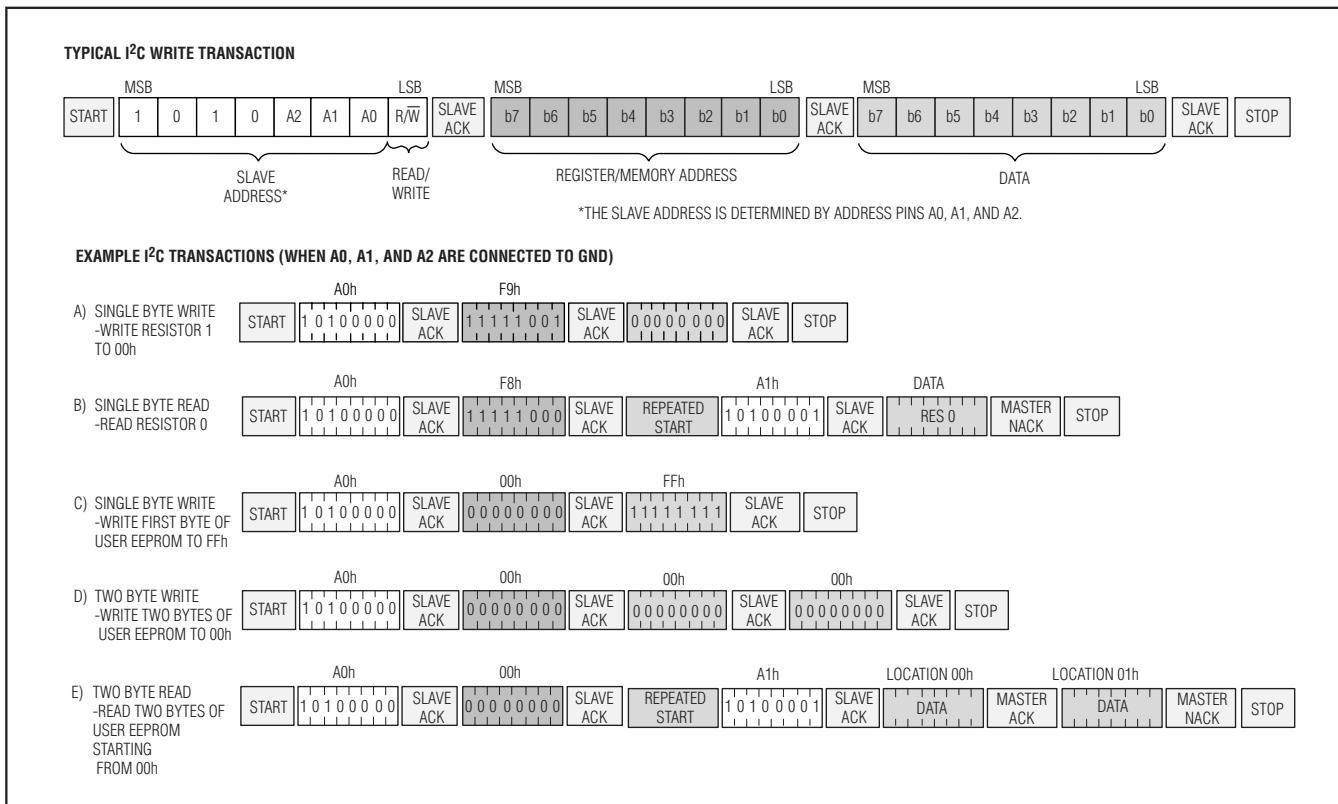 TYPICAL I²C WRITE TRANSACTION
MSB LSB MSB LSB MSB LSB
START 1 0 1 0 A2 A1 A0 R/W̅ SLAVE ACK b7 b6 b5 b4 b3 b2 b1 b0 SLAVE ACK b7 b6 b5 b4 b3 b2 b1 b0 SLAVE ACK STOP
SLAVE ADDRESS* READ/WRITE REGISTER/MEMORY ADDRESS DATA
*THE SLAVE ADDRESS IS DETERMINED BY ADDRESS PINS A0, A1, AND A2.
EXAMPLE I²C TRANSACTIONS (WHEN A0, A1, AND A2 ARE CONNECTED TO GND)
A0h F9h
A) SINGLE BYTE WRITE
-WRITE RESISTOR 1
TO 00h
START 1 0 1 0 0 0 0 0 SLAVE ACK 1 1 1 1 1 0 0 1 SLAVE ACK 0 0 0 0 0 0 0 0 SLAVE ACK STOP
A0h F8h A1h DATA
B) SINGLE BYTE READ
-READ RESISTOR 0
START 1 0 1 0 0 0 0 0 SLAVE ACK 1 1 1 1 1 0 0 0 SLAVE ACK REPEATED START 1 0 1 0 0 0 0 1 SLAVE ACK RES 0 MASTER NACK STOP
A0h 00h FFh
C) SINGLE BYTE WRITE
-WRITE FIRST BYTE OF
USER EEPROM TO FFh
START 1 0 1 0 0 0 0 0 SLAVE ACK 0 0 0 0 0 0 0 0 SLAVE ACK 1 1 1 1 1 1 1 1 SLAVE ACK STOP
A0h 00h 00h 00h
D) TWO BYTE WRITE
-WRITE TWO BYTES OF
USER EEPROM TO 00h
START 1 0 1 0 0 0 0 0 SLAVE ACK 0 0 0 0 0 0 0 0 SLAVE ACK 0 0 0 0 0 0 0 0 SLAVE ACK 0 0 0 0 0 0 0 0 SLAVE ACK STOP
A0h 00h A1h LOCATION 00h LOCATION 01h
E) TWO BYTE READ
-READ TWO BYTES OF
USER EEPROM
STARTING
FROM 00h
START 1 0 1 0 0 0 0 0 SLAVE ACK 0 0 0 0 0 0 0 0 SLAVE ACK REPEATED START 1 0 1 0 0 0 0 1 SLAVE ACK DATA MASTER ACK DATA MASTER NACK STOP